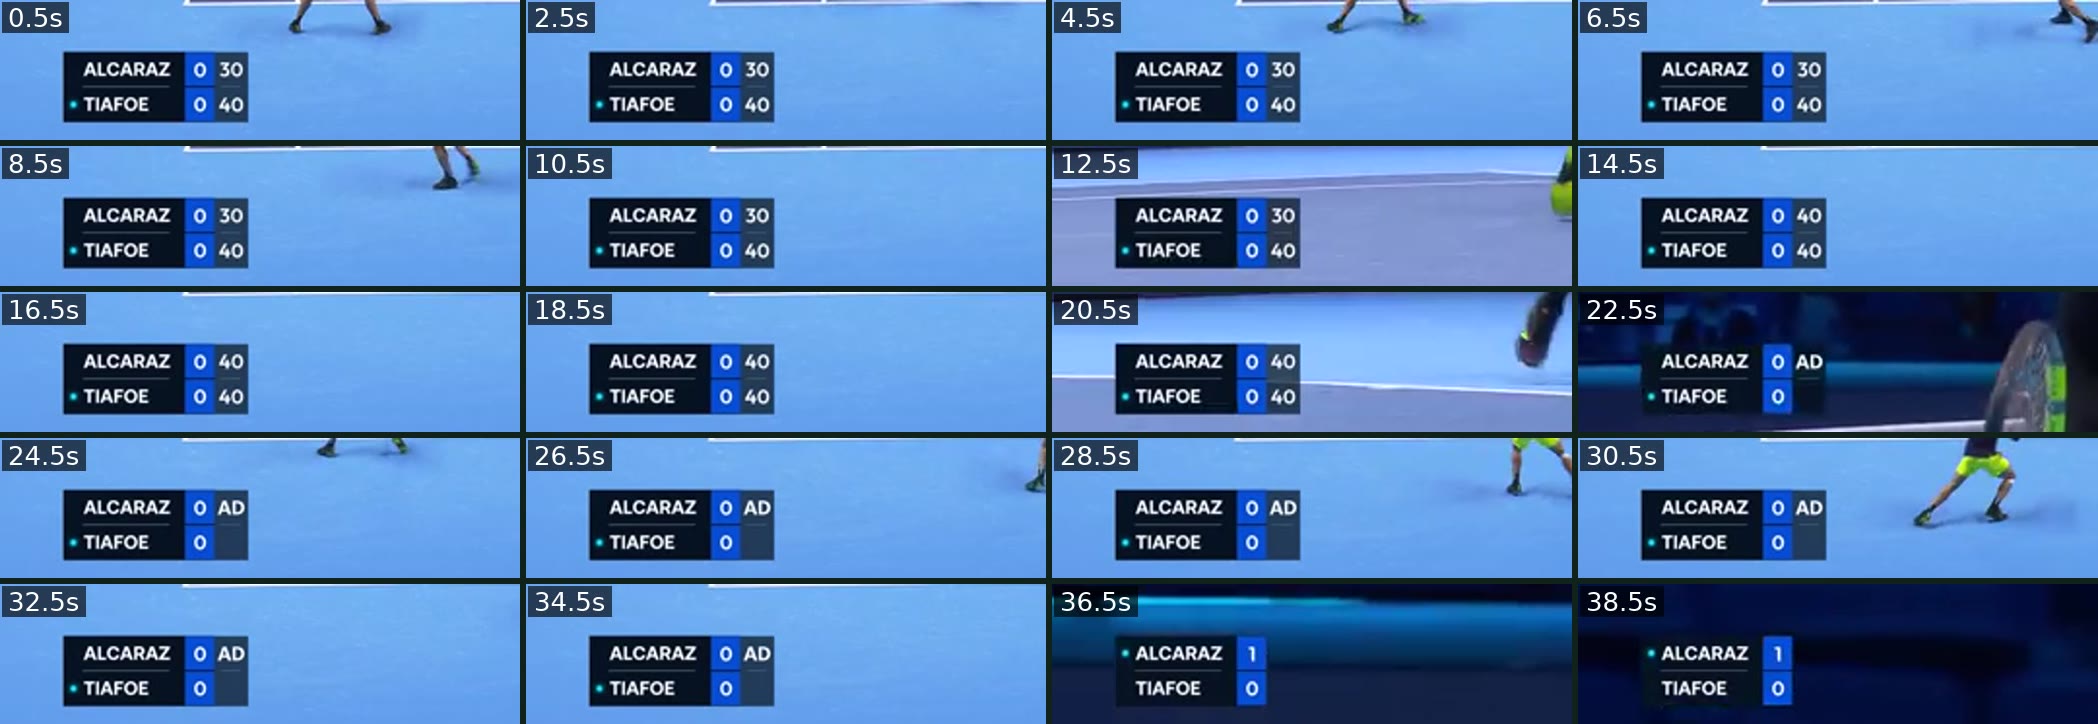 0.5s
ALCARAZ 0 30
TIAFOE 0 40
2.5s
ALCARAZ 0 30
TIAFOE 0 40
4.5s
ALCARAZ 0 30
TIAFOE 0 40
6.5s
ALCARAZ 0 30
TIAFOE 0 40
8.5s
ALCARAZ 0 30
TIAFOE 0 40
10.5s
ALCARAZ 0 30
TIAFOE 0 40
12.5s
ALCARAZ 0 30
TIAFOE 0 40
14.5s
ALCARAZ 0 40
TIAFOE 0 40
16.5s
ALCARAZ 0 40
TIAFOE 0 40
18.5s
ALCARAZ 0 40
TIAFOE 0 40
20.5s
ALCARAZ 0 40
TIAFOE 0 40
22.5s
ALCARAZ 0 AD
TIAFOE 0
24.5s
ALCARAZ 0 AD
TIAFOE 0
26.5s
ALCARAZ 0 AD
TIAFOE 0
28.5s
ALCARAZ 0 AD
TIAFOE 0
30.5s
ALCARAZ 0 AD
TIAFOE 0
32.5s
ALCARAZ 0 AD
TIAFOE 0
34.5s
ALCARAZ 0 AD
TIAFOE 0
36.5s
ALCARAZ 1
TIAFOE 0
38.5s
ALCARAZ 1
TIAFOE 0